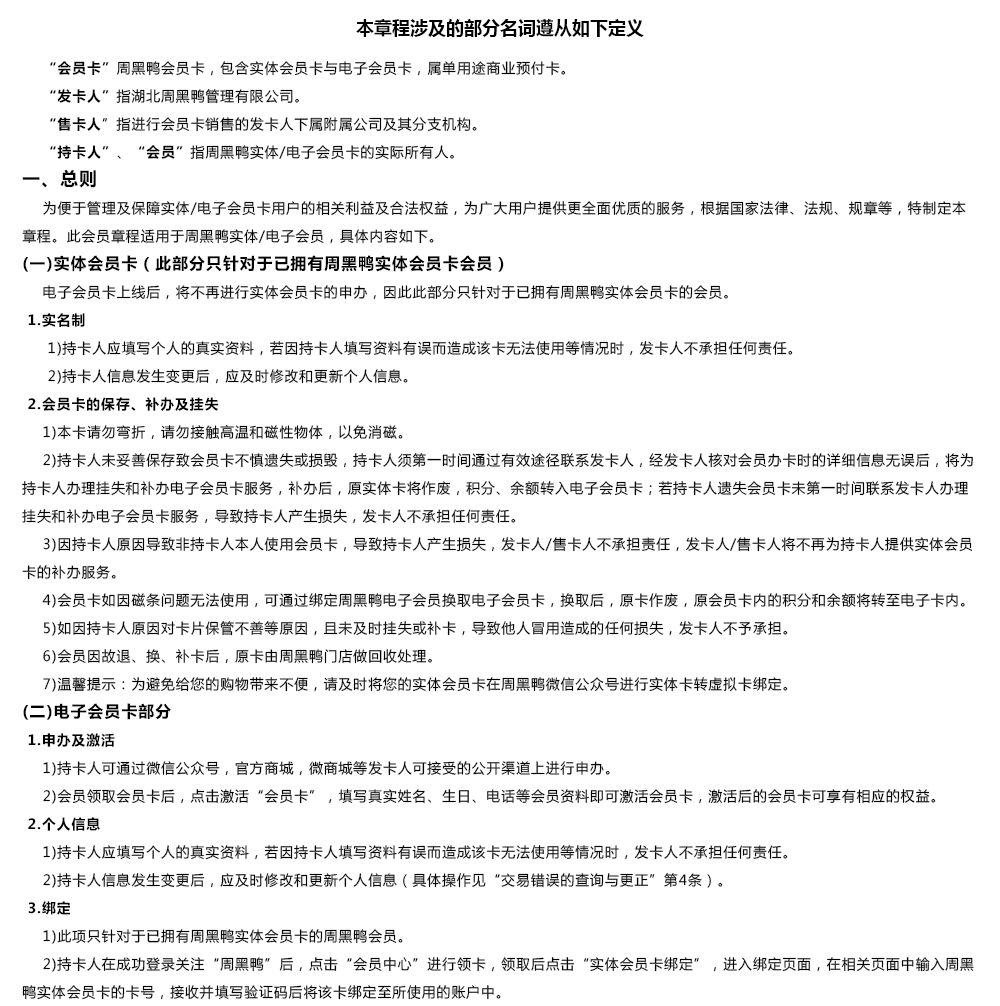 本章程涉及的部分名词遵从如下定义
“会员卡”周黑鸭会员卡，包含实体会员卡与电子会员卡，属单用途商业预付卡。
“发卡人”指湖北周黑鸭管理有限公司。
“售卡人”指进行会员卡销售的发卡人下属附属公司及其分支机构。
“持卡人”、“会员”指周黑鸭实体/电子会员卡的实际所有人。
一、总则
为便于管理及保障实体/电子会员卡用户的相关利益及合法权益，为广大用户提供更全面优质的服务，根据国家法律、法规、规章等，特制定本
章程。此会员章程适用于周黑鸭实体/电子会员，具体内容如下。
(一)实体会员卡（此部分只针对于已拥有周黑鸭实体会员卡会员）
电子会员卡上线后，将不再进行实体会员卡的申办，因此此部分只针对于已拥有周黑鸭实体会员卡的会员。
1.实名制
1)持卡人应填写个人的真实资料，若因持卡人填写资料有误而造成该卡无法使用等情况时，发卡人不承担任何责任。
2)持卡人信息发生变更后，应及时修改和更新个人信息。
2.会员卡的保存、补办及挂失
1)本卡请勿弯折，请勿接触高温和磁性物体，以免消磁。
2)持卡人未妥善保存致会员卡不慎遗失或损毁，持卡人须第一时间通过有效途径联系发卡人，经发卡人核对会员办卡时的详细信息无误后，将为
持卡人办理挂失和补办电子会员卡服务，补办后，原实体卡将作废，积分、余额转入电子会员卡；若持卡人遗失会员卡未第一时间联系发卡人办理
挂失和补办电子会员卡服务，导致持卡人产生损失，发卡人不承担任何责任。
3)因持卡人原因导致非持卡人本人使用会员卡，导致持卡人产生损失，发卡人/售卡人不承担责任，发卡人/售卡人将不再为持卡人提供实体会员
卡的补办服务。
4)会员卡如因磁条问题无法使用，可通过绑定周黑鸭电子会员换取电子会员卡，换取后，原卡作废，原会员卡内的积分和余额将转至电子卡内。
5)如因持卡人原因对卡片保管不善等原因，且未及时挂失或补卡，导致他人冒用造成的任何损失，发卡人不予承担。
6)会员因故退、换、补卡后，原卡由周黑鸭门店做回收处理。
7)温馨提示：为避免给您的购物带来不便，请及时将您的实体会员卡在周黑鸭微信公众号进行实体卡转虚拟卡绑定。
(二)电子会员卡部分
1.申办及激活
1)持卡人可通过微信公众号，官方商城，微商城等发卡人可接受的公开渠道上进行申办。
2)会员领取会员卡后，点击激活“会员卡”，填写真实姓名、生日、电话等会员资料即可激活会员卡，激活后的会员卡可享有相应的权益。
2.个人信息
1)持卡人应填写个人的真实资料，若因持卡人填写资料有误而造成该卡无法使用等情况时，发卡人不承担任何责任。
2)持卡人信息发生变更后，应及时修改和更新个人信息（具体操作见“交易错误的查询与更正”第4条）。
3.绑定
1)此项只针对于已拥有周黑鸭实体会员卡的周黑鸭会员。
2)持卡人在成功登录关注“周黑鸭”后，点击“会员中心”进行领卡，领取后点击“实体会员卡绑定”，进入绑定页面，在相关页面中输入周黑
鸭实体会员卡的卡号，接收并填写验证码后将该卡绑定至所使用的账户中。